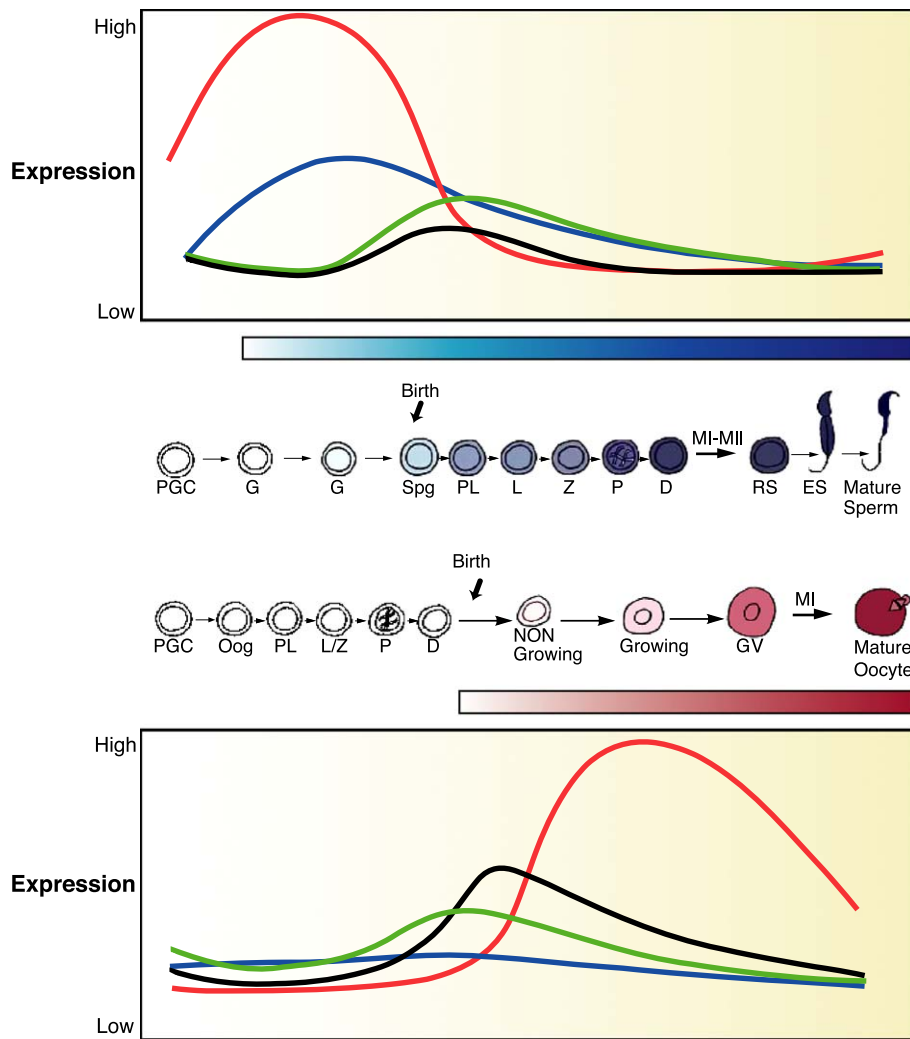 High
Expression
Low
Birth
MI-MII
PGC G G Spg PL L Z P D RS ES Mature
Sperm
Birth
MI
PGC Oog PL L/Z P D NON
Growing Growing GV Mature
Oocyte
High
Expression
Low